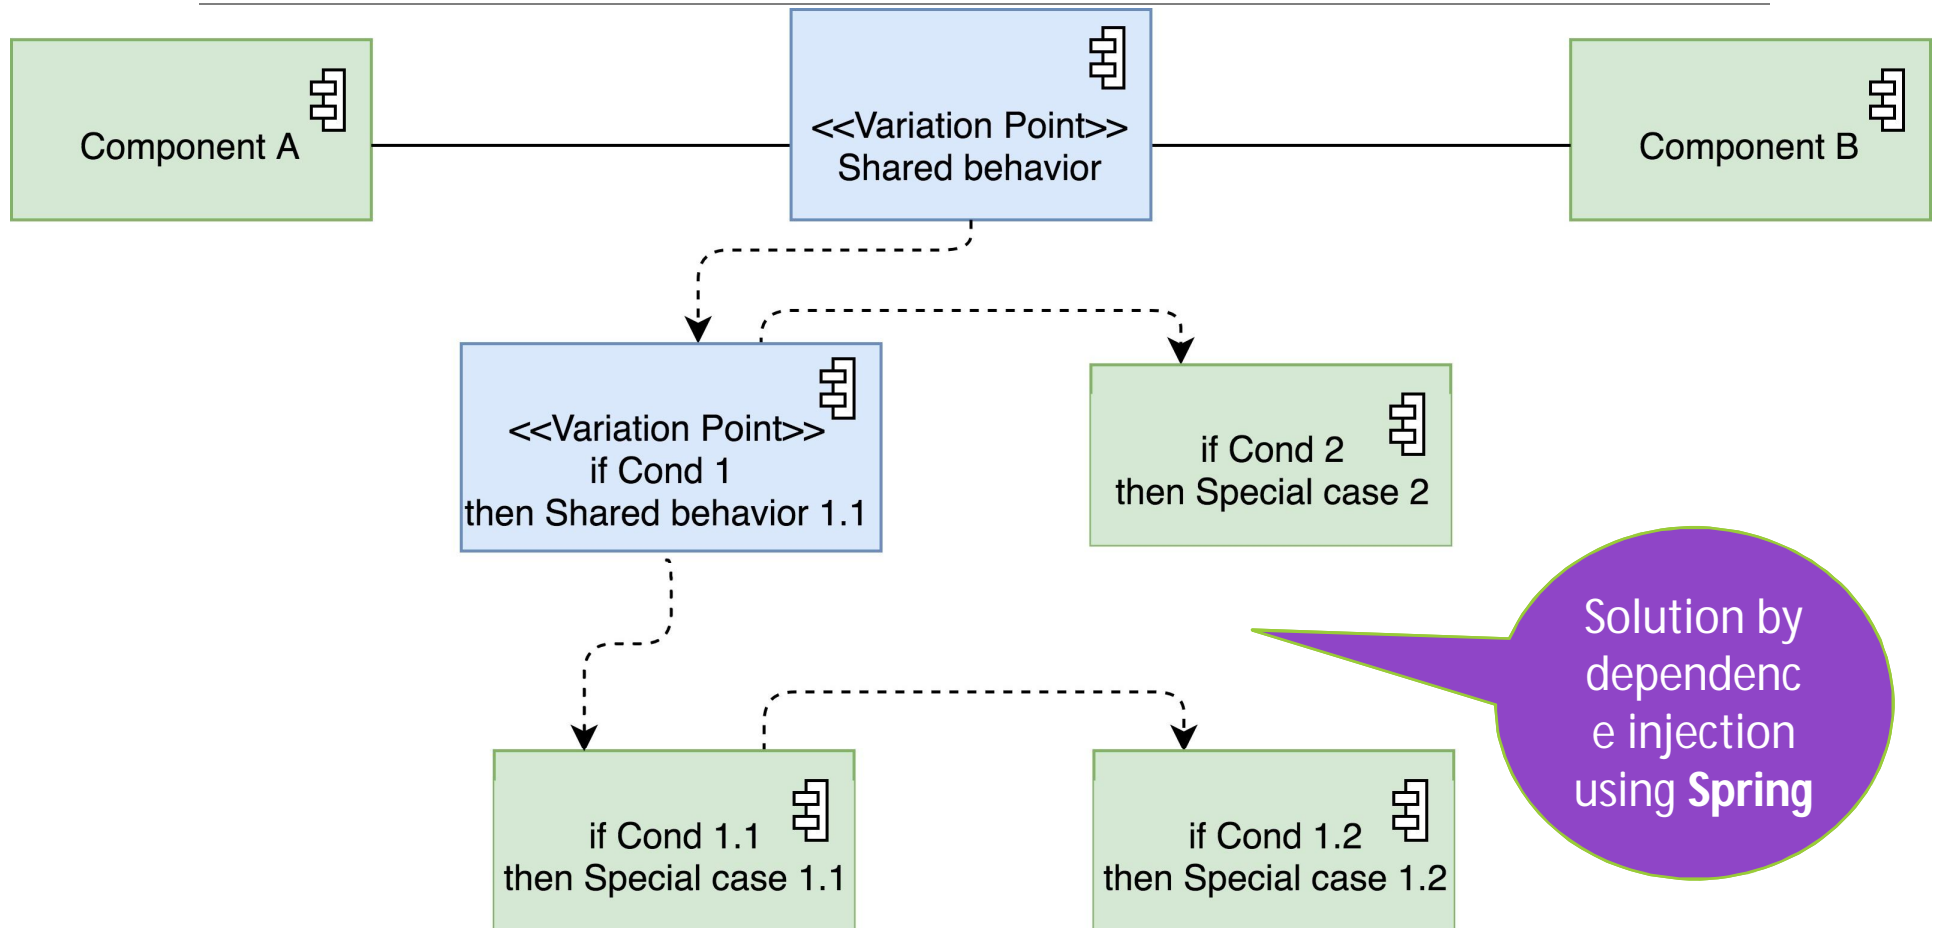 Component A
<<Variation Point>>
Shared behavior
Component B
<<Variation Point>>
if Cond 1
then Shared behavior 1.1
if Cond 2
then Special case 2
Solution by
dependenc
e injection
using Spring
if Cond 1.1
then Special case 1.1
if Cond 1.2
then Special case 1.2